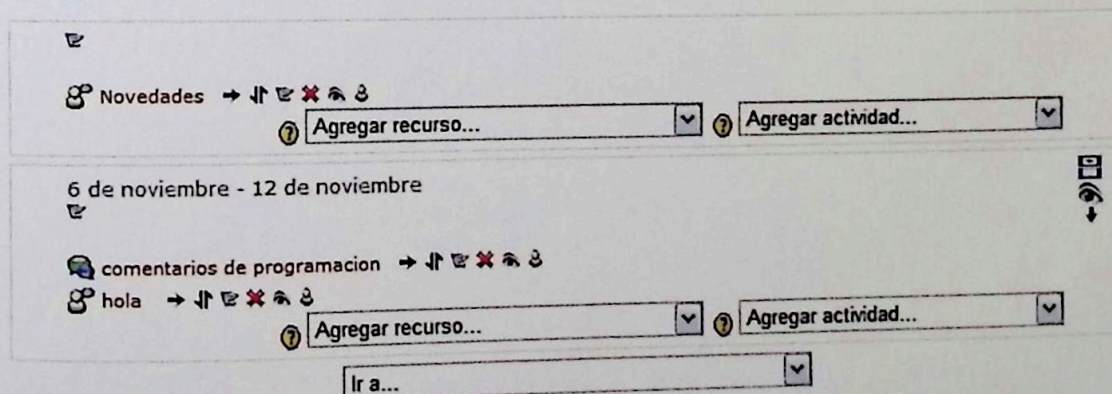 Novedades
Agregar recurso... Agregar actividad...
6 de noviembre - 12 de noviembre
comentarios de programacion
hola
Agregar recurso... Agregar actividad...
Ir a...